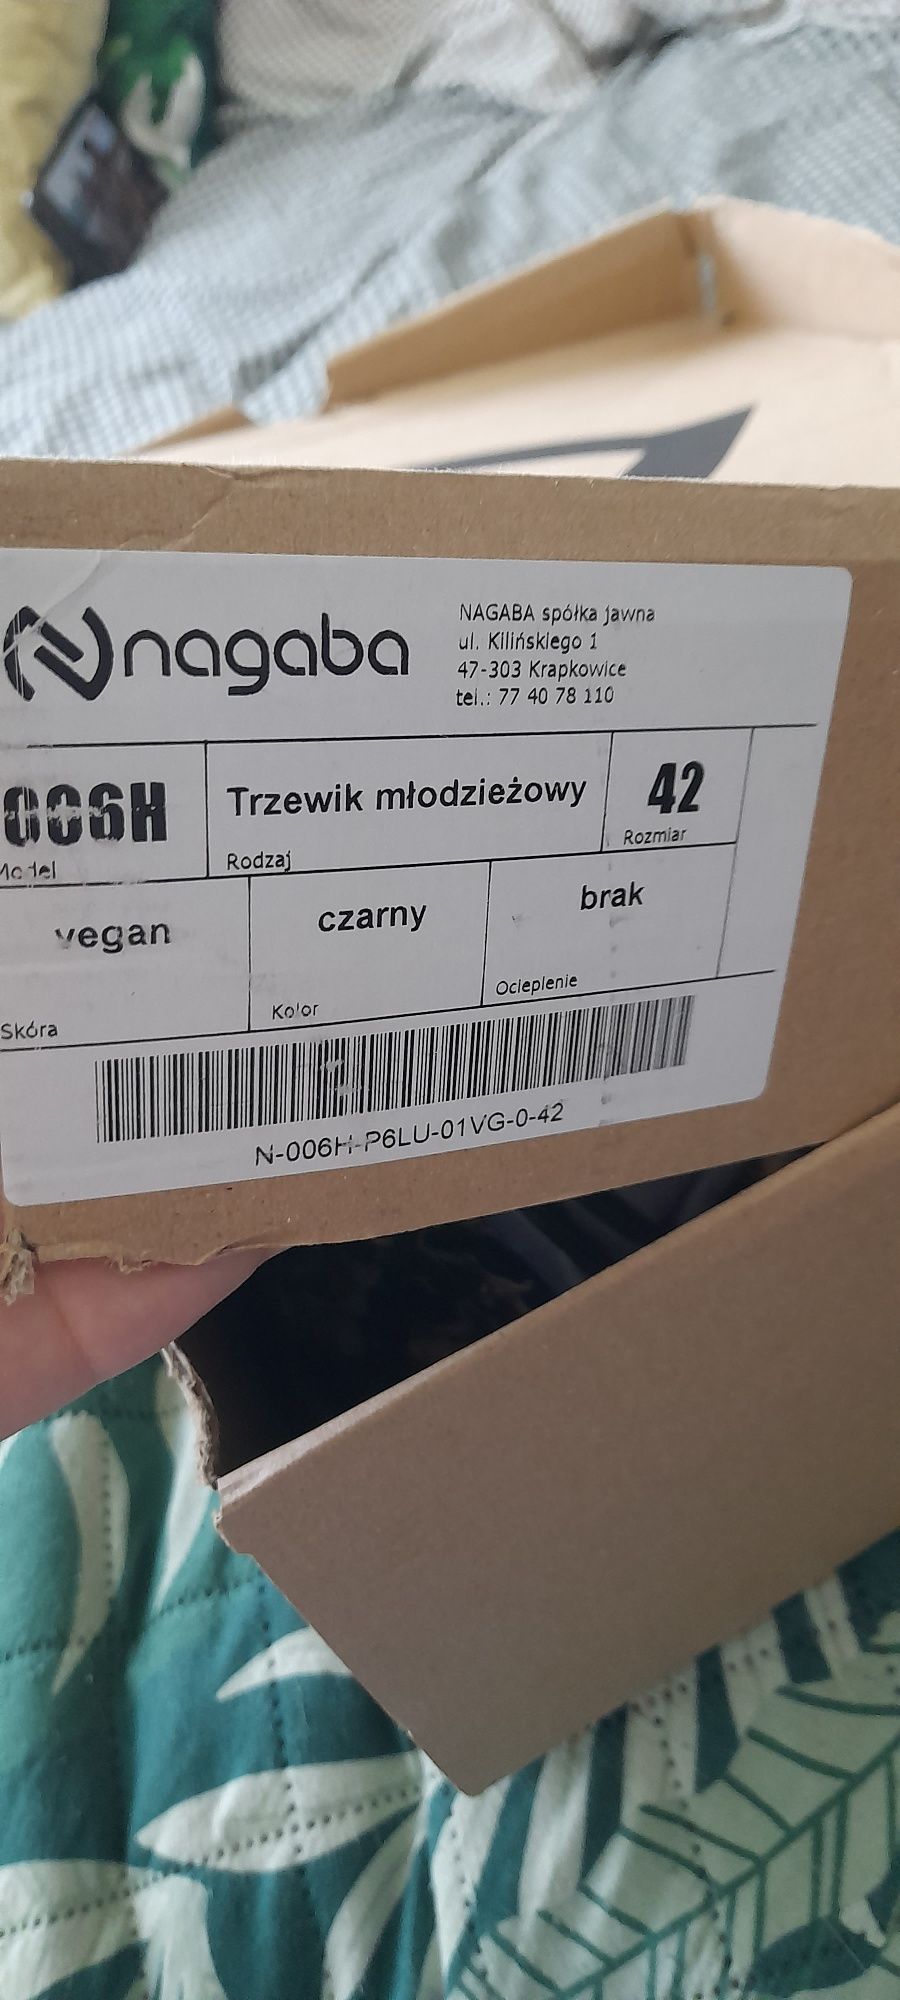 nagaba
NAGABA spółka jawna
ul. Kilińskiego 1
47-303 Krapkowice
tel.: 77 40 78 110
006H
Model
Trzewik młodzieżowy
Rodzaj
42
Rozmiar
vegan
Skóra
czarny
Kolor
brak
Ocieplenie
N-006H-P6LU-01VG-0-42